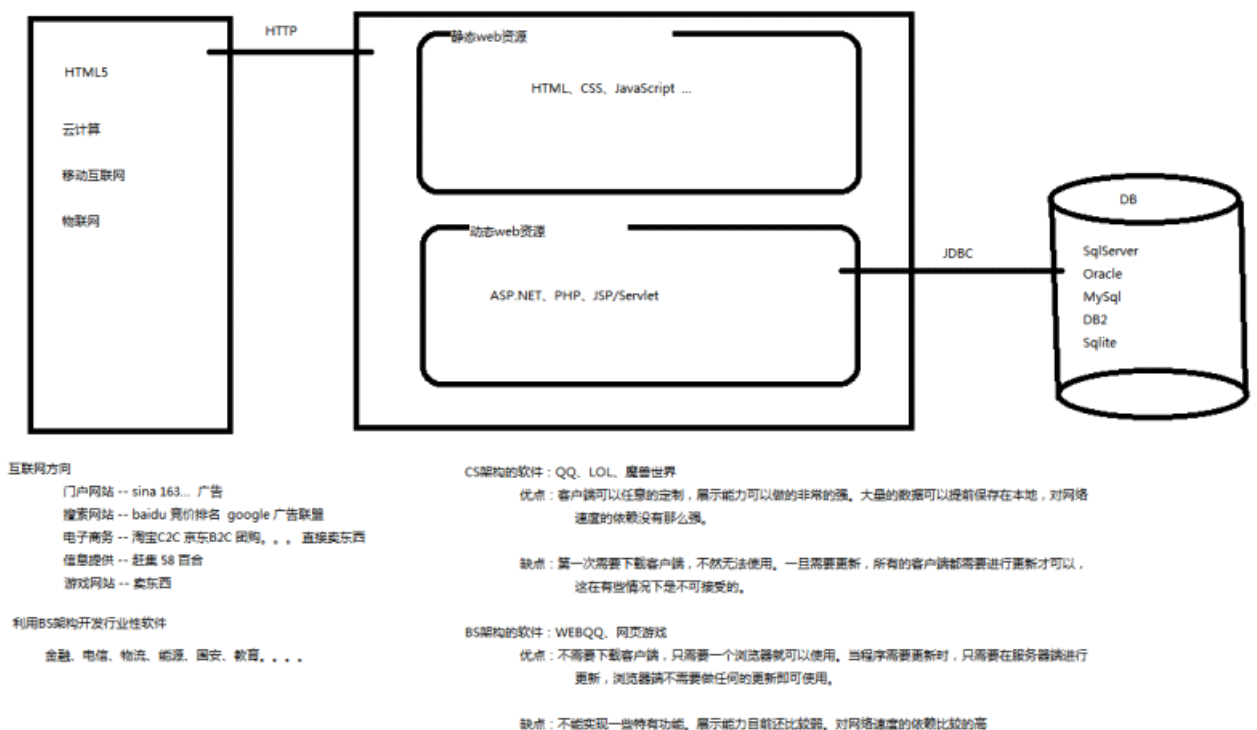 HTML5
云计算
移动互联网
物联网
HTTP
静态web资源
HTML、CSS、JavaScript ...
动态web资源
ASP.NET、PHP、JSP/Servlet
JDBC
DB
SqlServer
Oracle
MySql
DB2
Sqlite
互联网方向
门户网站 -- sina 163... 广告
搜索网站 -- baidu 竞价排名 google 广告联盟
电子商务 -- 淘宝C2C 京东B2C 团购。。。 直接卖东西
信息提供 -- 赶集 58 百合
游戏网站 -- 卖东西
利用BS架构开发行业性软件
金融、电信、物流、能源、国安、教育。。。。
CS架构的软件：QQ、LOL、魔兽世界
优点：客户端可以任意的定制，展示能力可以做的非常的强。大量的数据可以提前保存在本地，对网络
速度的依赖没有那么强。
缺点：第一次需要下载客户端，不然无法使用。一旦需要更新，所有的客户端都需要进行更新才可以，
这在有些情况下是不可接受的。
BS架构的软件：WEBQQ、网页游戏
优点：不需要下载客户端，只需要一个浏览器就可以使用。当程序需要更新时，只需要在服务器端进行
更新，浏览器端不需要做任何的更新即可使用。
缺点：不能实现一些特有功能。展示能力目前还比较弱。对网络速度的依赖比较的高